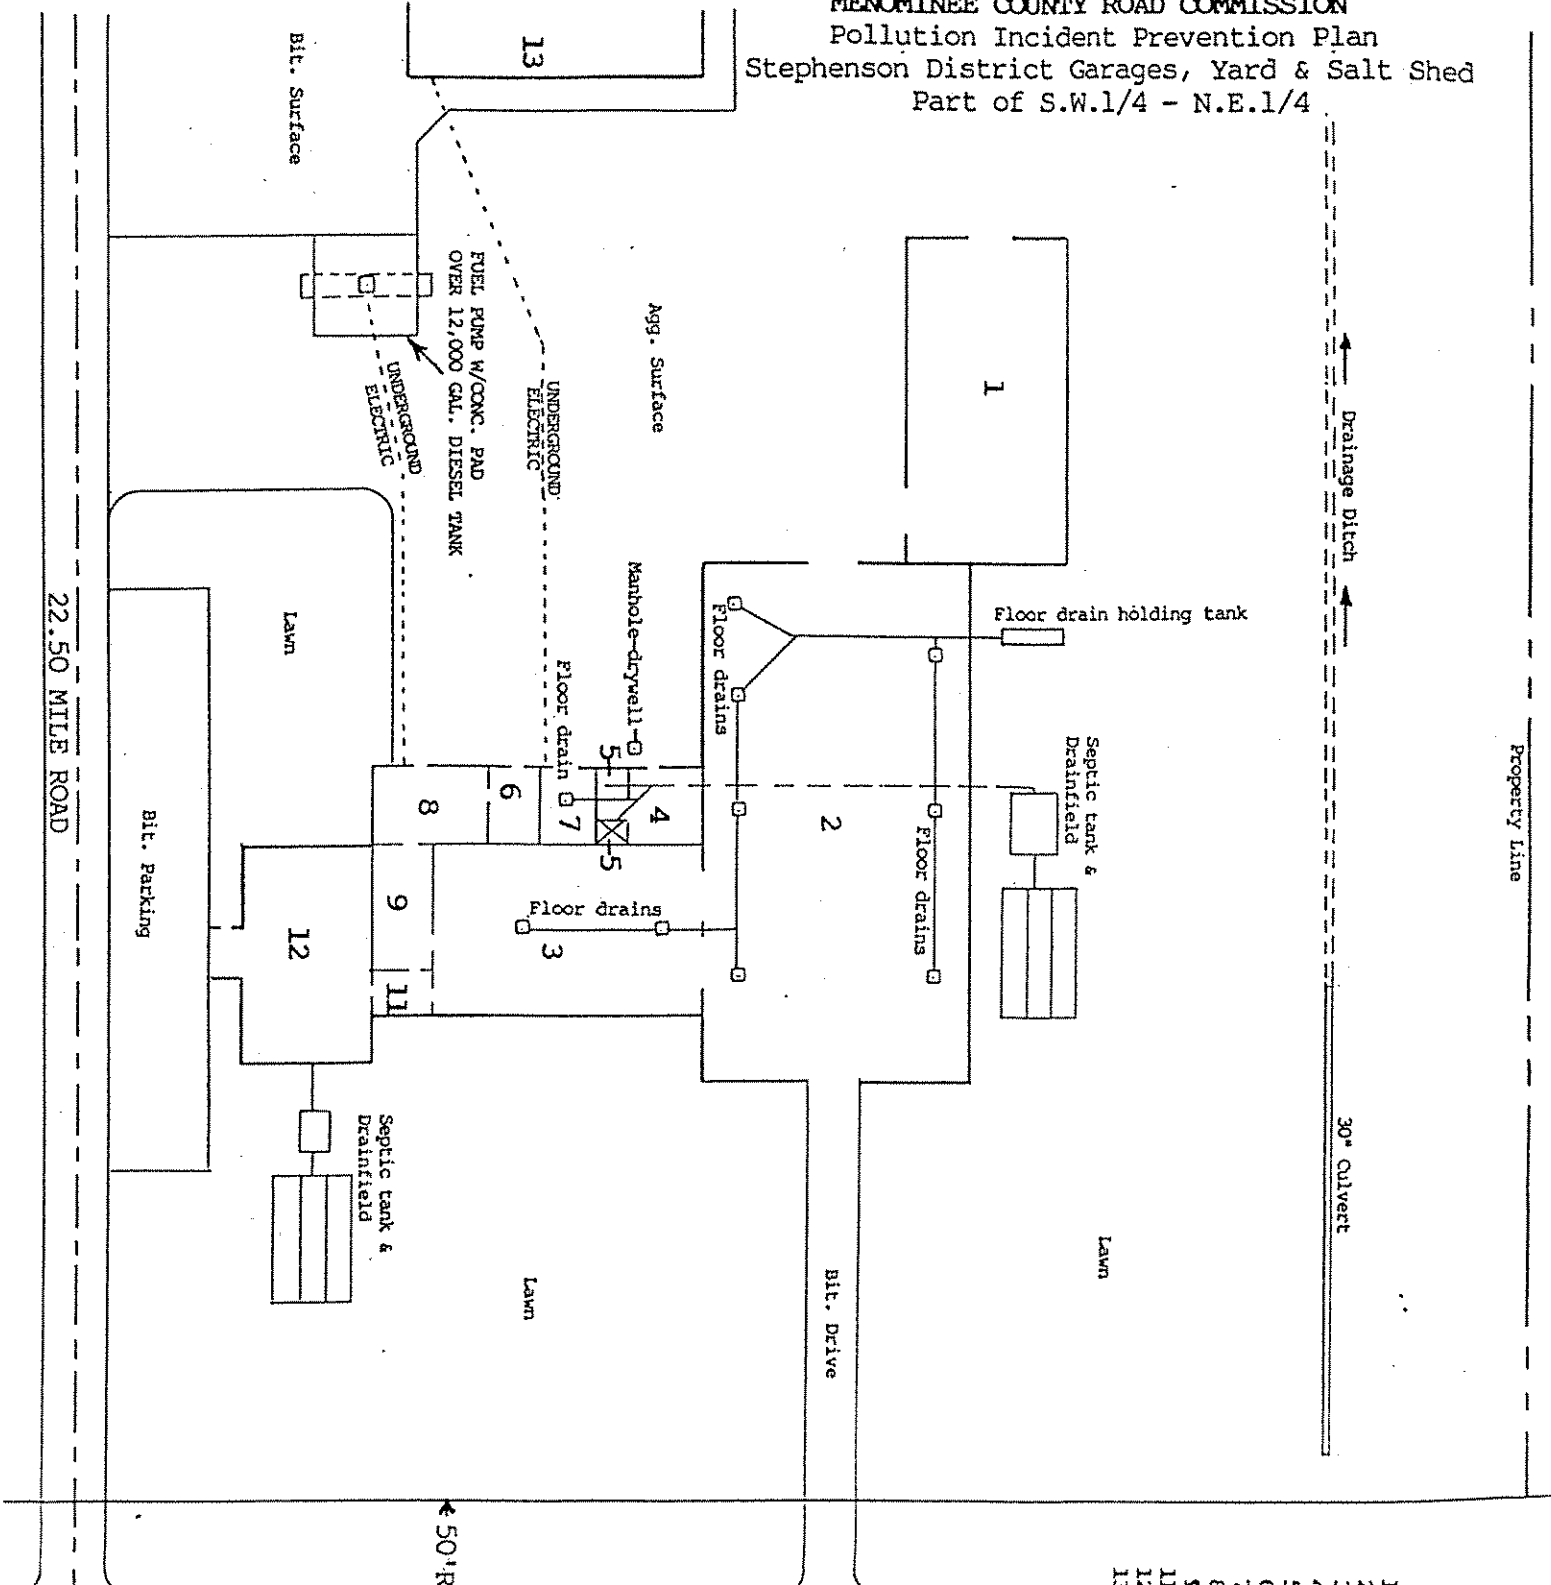 MENOMINEE COUNTY ROAD COMMISSION
Pollution Incident Prevention Plan
Stephenson District Garages, Yard & Salt Shed
Part of S.W.1/4 - N.E.1/4
13
Bit. Surface
FUEL PUMP W/CONC. PAD
OVER 12,000 GAL. DIESEL TANK
UNDERGROUND
ELECTRIC
UNDERGROUND
ELECTRIC
Agg. Surface
1
Drainage Ditch
Property Line
Floor drain holding tank
Manhole-drywell
Floor drain
Floor drains
Floor drains
Floor drains
Septic tank &
Drainfield
2
3
4
5
5
6
7
8
9
11
12
Lawn
22.50 MILE ROAD
Bit. Parking
Septic tank &
Drainfield
Lawn
Bit. Drive
Lawn
30" Culvert
50'R